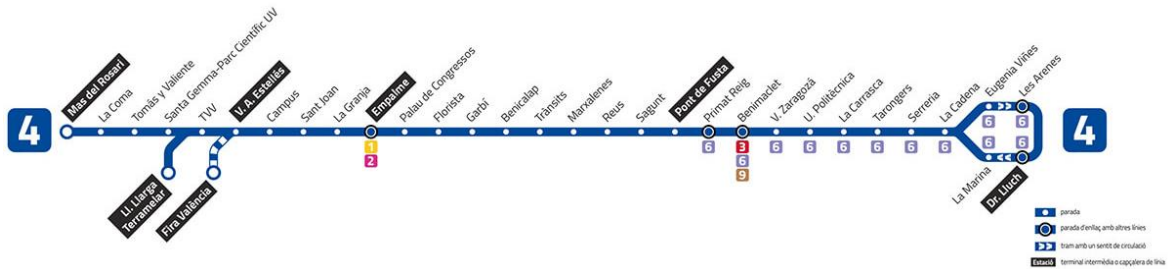 4
Mas del Rosari
La Coma
Tomás y Valiente
Santa Gemma-Parc Científic UV
TVV
V. A. Estellés
Campus
Sant Joan
La Granja
Empalme
1
2
Palau de Congressos
Florista
Garbí
Benicalap
Trànsits
Marxalenes
Reus
Sagunt
Pont de Fusta
Primat Reig
6
Benimaclet
3
6
9
V. Zaragozá
6
U. Politècnica
6
La Carrasca
6
Tarongers
6
Serreria
6
La Cadena
6
Eugenia Viñes
6
Les Arenes
6
La Marina
6
Dr. Lluch
6
4
Ll. Llarga
Terramelar
Fira València
parada
parada d'enllaç amb altres línies
tram amb un sentit de circulació
Estació
terminal intermèdia o capçalera de línia